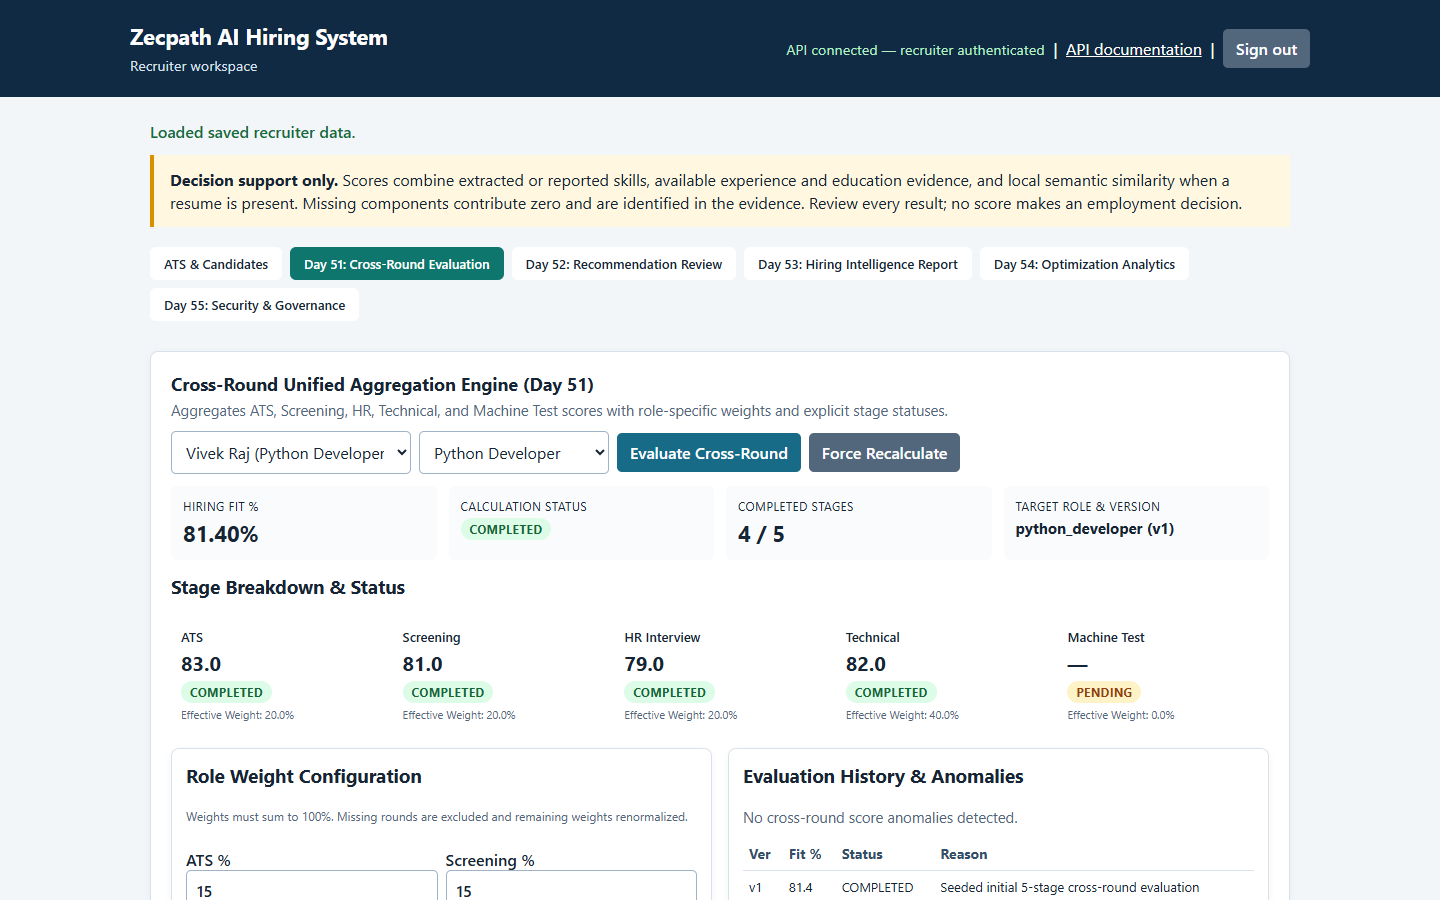 Zecpath AI Hiring System
Recruiter workspace
API connected — recruiter authenticated | API documentation | Sign out
Loaded saved recruiter data.
Decision support only. Scores combine extracted or reported skills, available experience and education evidence, and local semantic similarity when a
resume is present. Missing components contribute zero and are identified in the evidence. Review every result; no score makes an employment decision.
ATS & Candidates
Day 51: Cross-Round Evaluation
Day 52: Recommendation Review
Day 53: Hiring Intelligence Report
Day 54: Optimization Analytics
Day 55: Security & Governance
Cross-Round Unified Aggregation Engine (Day 51)
Aggregates ATS, Screening, HR, Technical, and Machine Test scores with role-specific weights and explicit stage statuses.
Vivek Raj (Python Developer
Python Developer
Evaluate Cross-Round
Force Recalculate
HIRING FIT %
81.40%
CALCULATION STATUS
COMPLETED
COMPLETED STAGES
4 / 5
TARGET ROLE & VERSION
python_developer (v1)
Stage Breakdown & Status
ATS
83.0
COMPLETED
Effective Weight: 20.0%
Screening
81.0
COMPLETED
Effective Weight: 20.0%
HR Interview
79.0
COMPLETED
Effective Weight: 20.0%
Technical
82.0
COMPLETED
Effective Weight: 40.0%
Machine Test
—
PENDING
Effective Weight: 0.0%
Role Weight Configuration
Weights must sum to 100%. Missing rounds are excluded and remaining weights renormalized.
ATS %
15
Screening %
15
Evaluation History & Anomalies
No cross-round score anomalies detected.
Ver Fit % Status Reason
v1 81.4 COMPLETED Seeded initial 5-stage cross-round evaluation